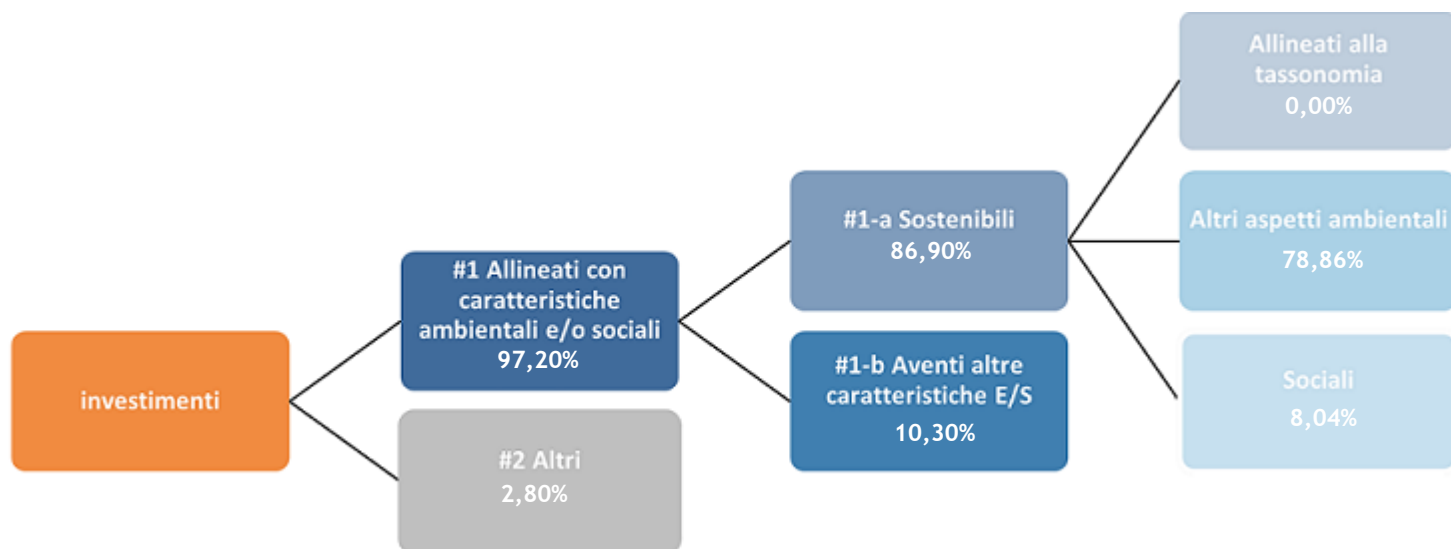 investimenti
#1 Allineati con
caratteristiche
ambientali e/o sociali
97,20%
#2 Altri
2,80%
#1-a Sostenibili
86,90%
#1-b Aventi altre
caratteristiche E/S
10,30%
Allineati alla
tassonomia
0,00%
Altri aspetti ambientali
78,86%
Sociali
8,04%